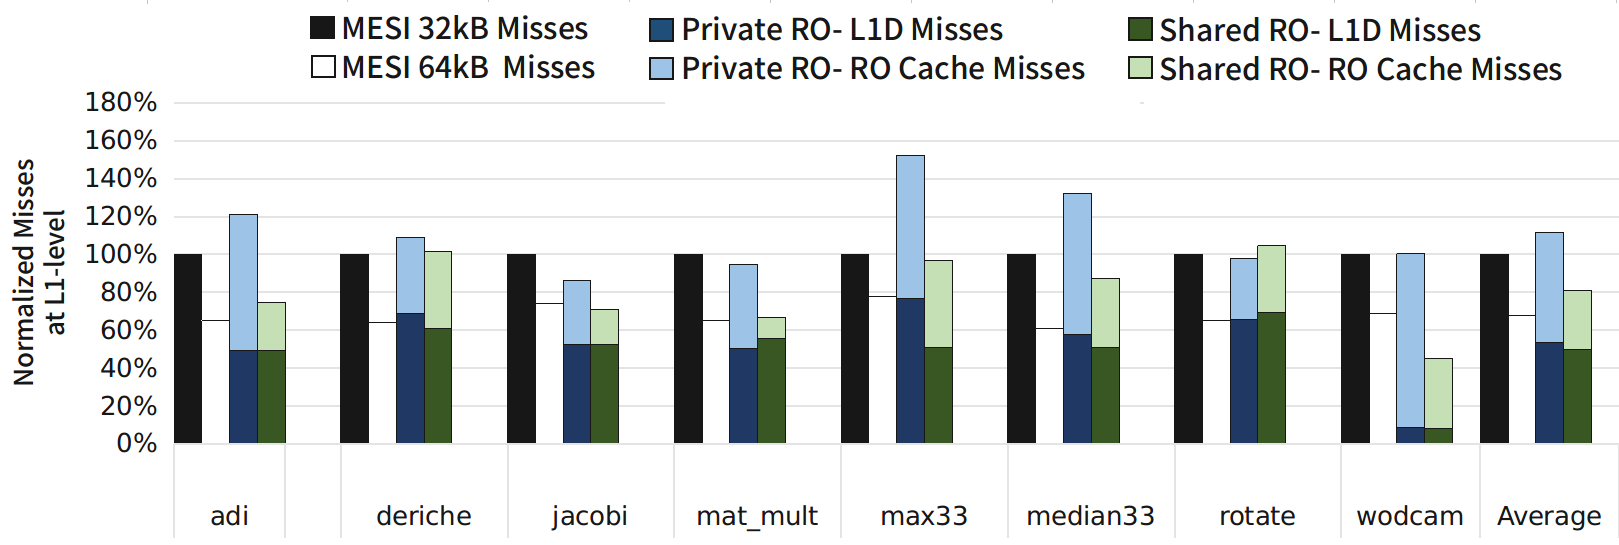 MESI 32kB Misses
Private RO- L1D Misses
Shared RO- L1D Misses
MESI 64kB  Misses
Private RO- RO Cache Misses
Shared RO- RO Cache Misses
Normalized Misses
at L1-level
180%
160%
140%
120%
100%
80%
60%
40%
20%
0%
adi
deriche
jacobi
mat_mult
max33
median33
rotate
wodcam
Average